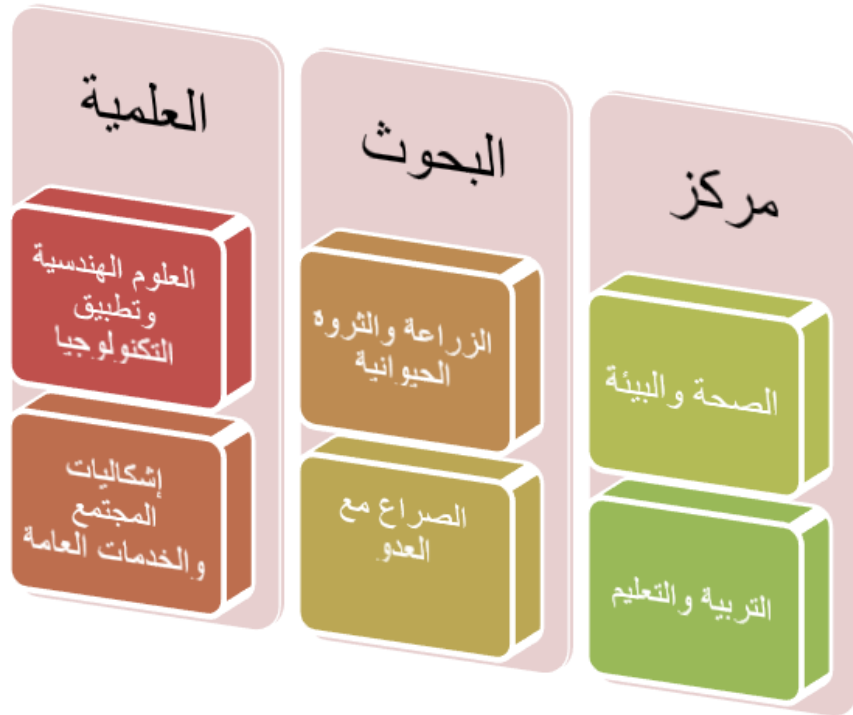 مركز
الصحة والبيئة
التربية والتعليم
البحوث
الزراعة والثروه
الحيوانية
الصراع مع
العدو
العلمية
العلوم الهندسية
وتطبيق
التكنولوجيا
إشكاليات
المجتمع
والخدمات العامة